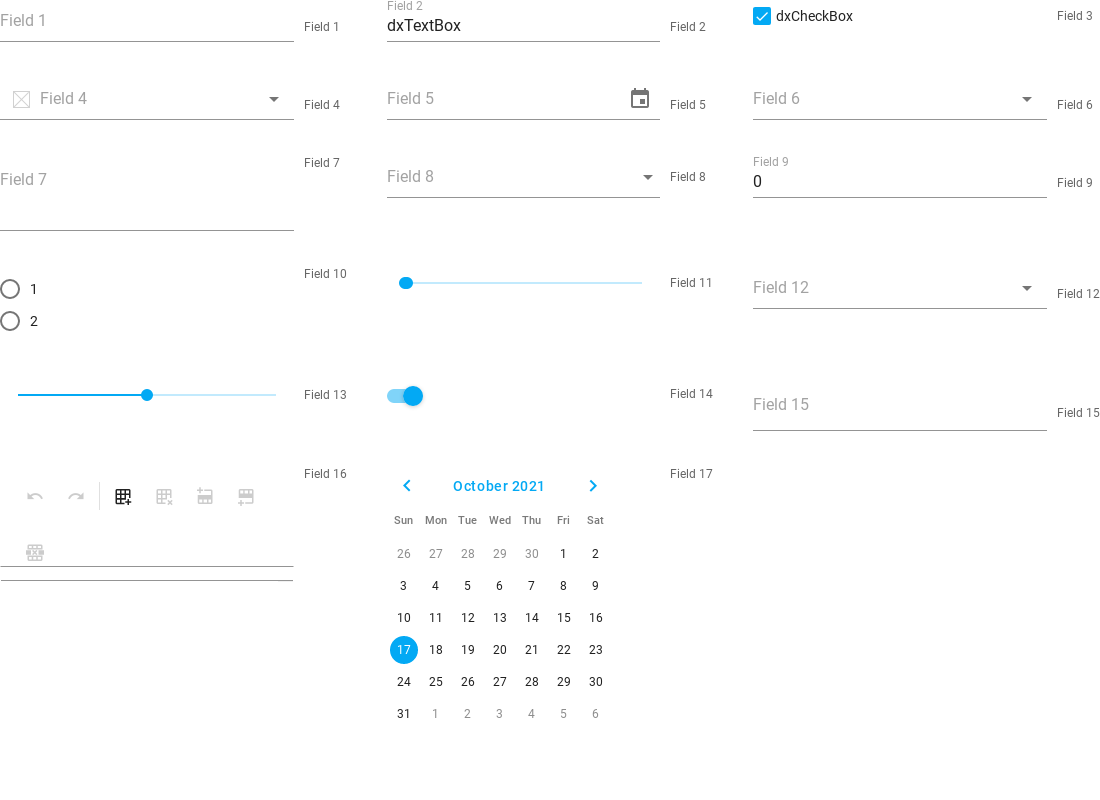 Field 1
Field 1
Field 2
dxTextBox
Field 2
dxCheckBox
Field 3
Field 4
Field 4
Field 5
Field 5
Field 6
Field 6
Field 7
Field 7
Field 8
Field 8
Field 9
0
Field 9
1
2
Field 10
Field 11
Field 12
Field 12
Field 13
Field 14
Field 15
Field 15
Field 16
October 2021
Sun Mon Tue Wed Thu Fri Sat
26 27 28 29 30 1 2
3 4 5 6 7 8 9
10 11 12 13 14 15 16
17 18 19 20 21 22 23
24 25 26 27 28 29 30
31 1 2 3 4 5 6
Field 17